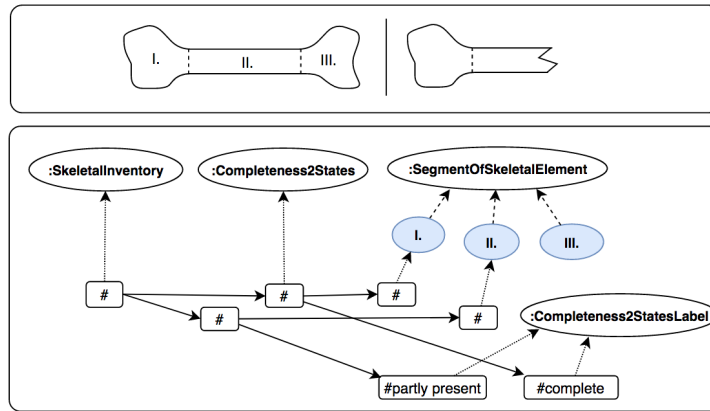 I.
II.
III.
:SkeletalInventory
:Completeness2States
:SegmentOfSkeletalElement
I.
II.
III.
#
#
#
#
#
:Completeness2StatesLabel
#partly present
#complete